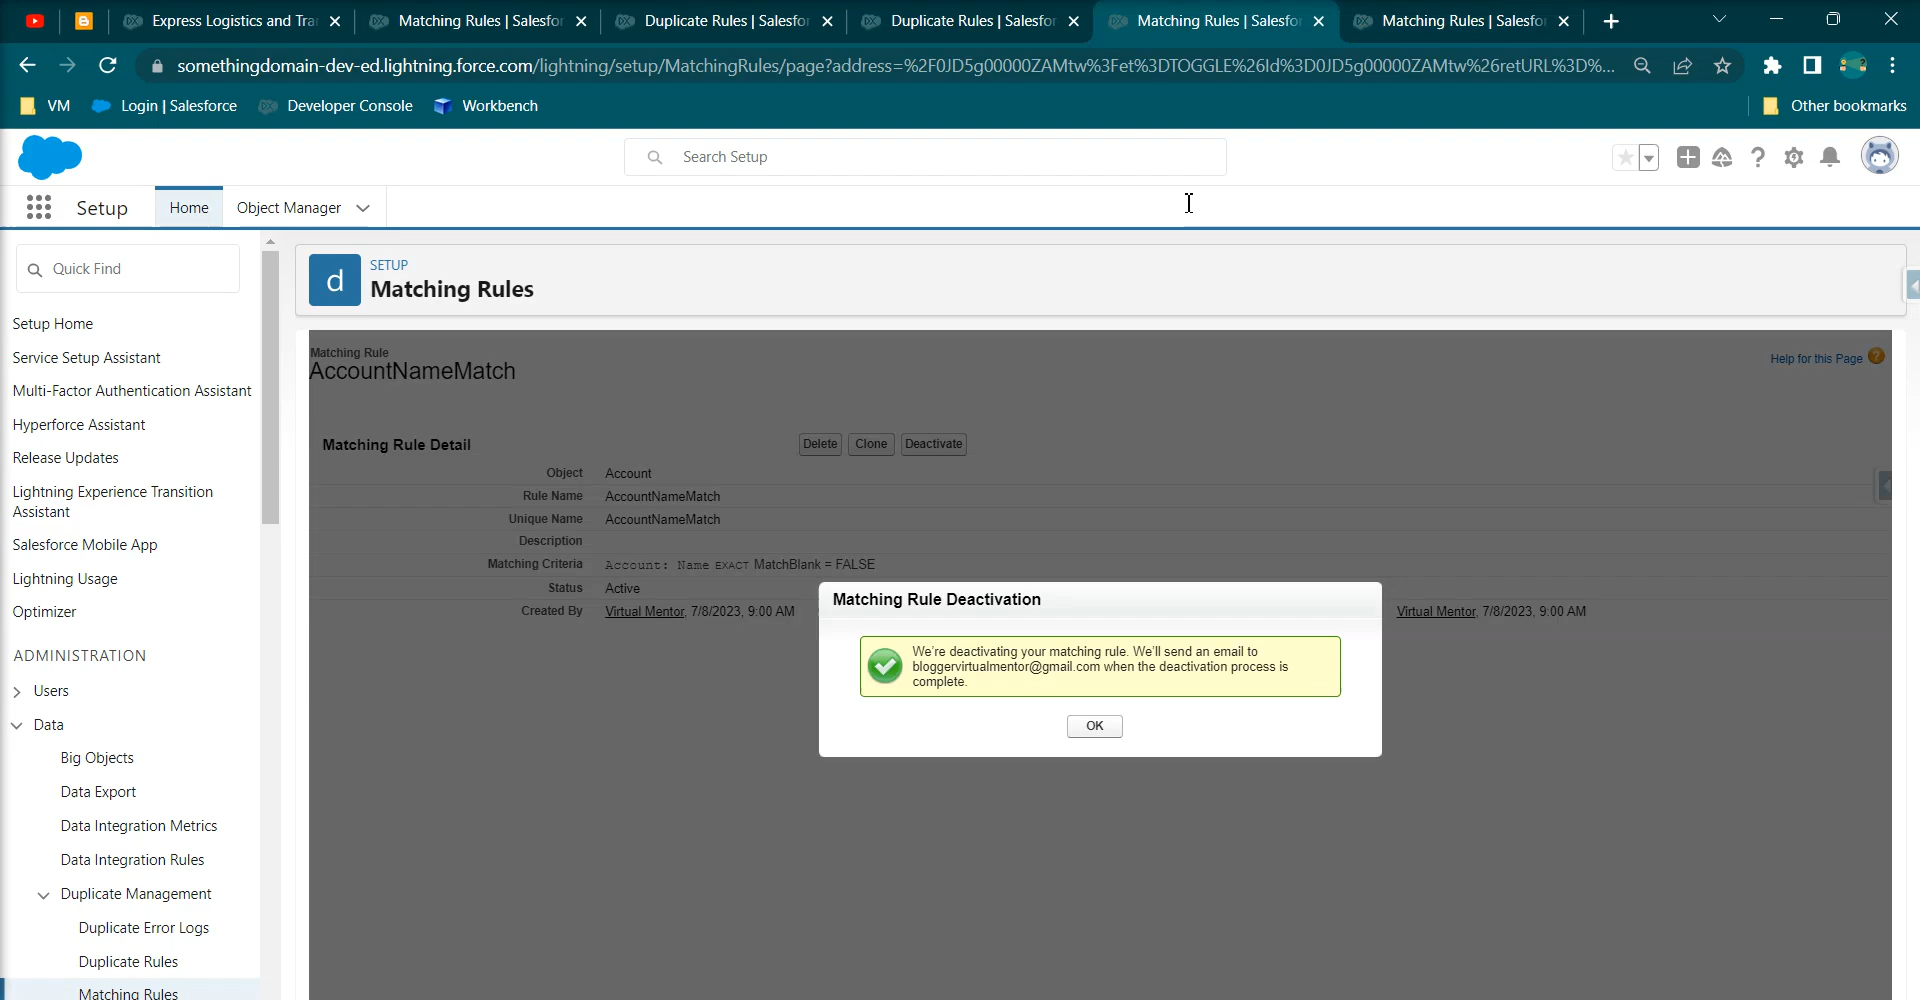 Express Logistics and Tra
Matching Rules | Salesfor
Duplicate Rules | Salesfor
Duplicate Rules | Salesfor
Matching Rules | Salesfor
Matching Rules | Salesfor
somethingdomain-dev-ed.lightning.force.com/lightning/setup/MatchingRules/page?address=%2F0JD5g00000ZAMtw%3Fet%3DTOGGLE%26Id%3D0JD5g00000ZAMtw%26retURL%3D%...
VM
Login | Salesforce
Developer Console
Workbench
Other bookmarks
Search Setup
Setup
Home
Object Manager
Quick Find
Setup Home
Service Setup Assistant
Multi-Factor Authentication Assistant
Hyperforce Assistant
Release Updates
Lightning Experience Transition
Assistant
Salesforce Mobile App
Lightning Usage
Optimizer
ADMINISTRATION
Users
Data
Big Objects
Data Export
Data Integration Metrics
Data Integration Rules
Duplicate Management
Duplicate Error Logs
Duplicate Rules
Matching Rules
d
SETUP
Matching Rules
Matching Rule
AccountNameMatch
Help for this Page ?
Matching Rule Detail
Delete Clone Deactivate
Object Account
Rule Name AccountNameMatch
Unique Name AccountNameMatch
Description
Matching Criteria Account: Name EXACT MatchBlank = FALSE
Status Active
Created By Virtual Mentor, 7/8/2023, 9:00 AM
Virtual Mentor, 7/8/2023, 9:00 AM
Matching Rule Deactivation
We're deactivating your matching rule. We'll send an email to
bloggervirtualmentor@gmail.com when the deactivation process is
complete.
OK